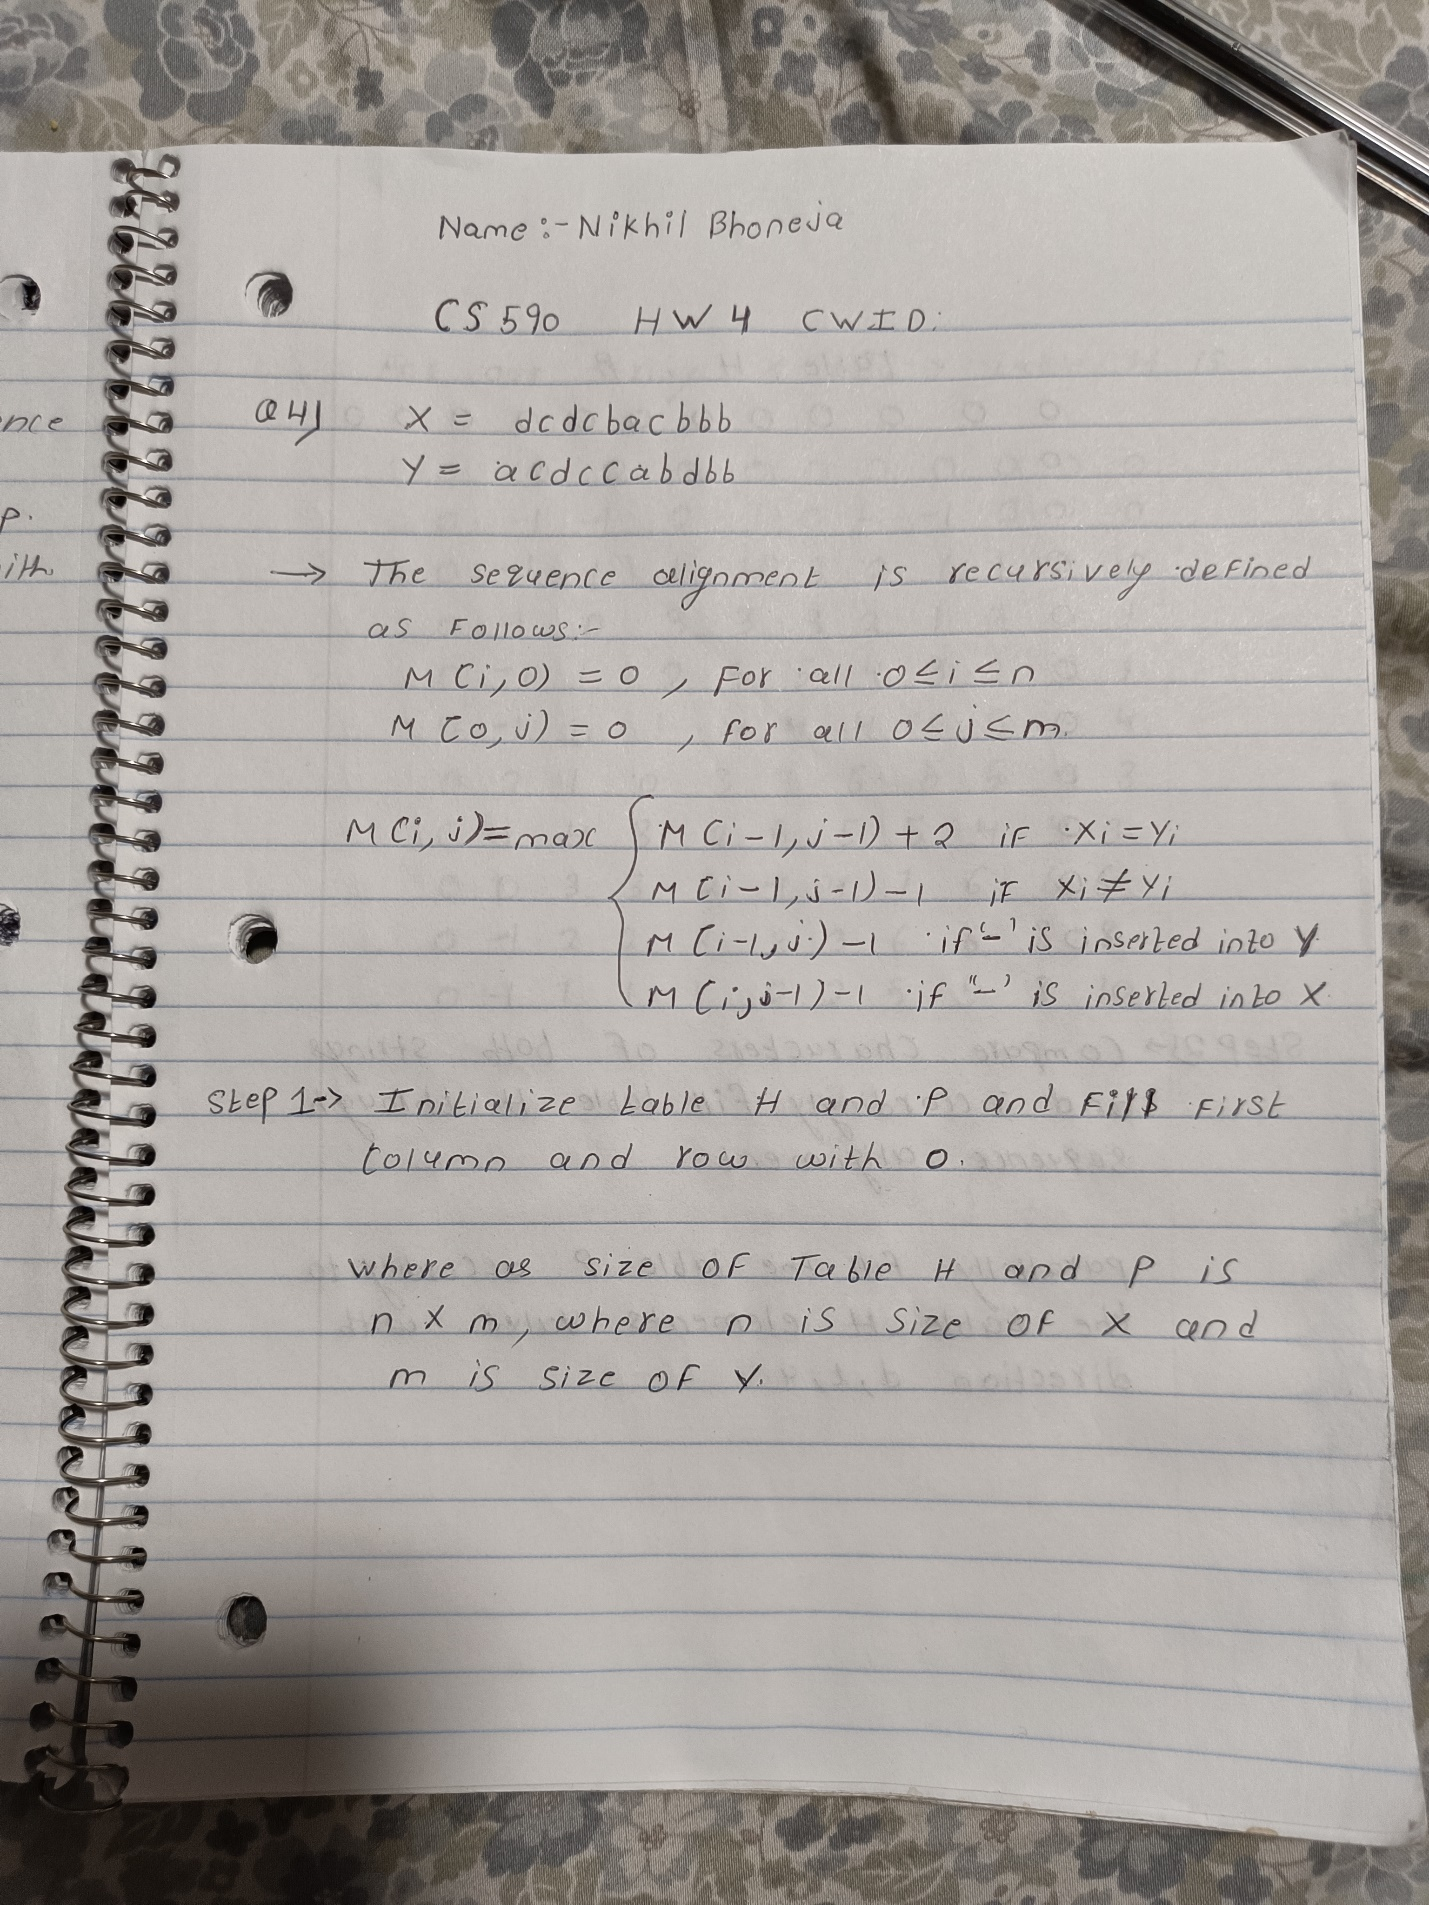 Name :- Nikhil Bhoneja
CS 590 HW 4 CWID:
ence
p.
ith
Q4) X = dcdcbacbbb
Y = acdccabdbb
→ The sequence alignment is recursively defined
as Follows:-
M(i,0) = 0 , For all 0≤i≤n
M(0,j) = 0 , for all 0≤j≤m.
M(i,j)=max { M(i-1,j-1)+2 if Xi=Yi
M(i-1,j-1)-1 if Xi≠Yi
M(i-1,j)-1 if '-' is inserted into Y
M(i,j-1)-1 if "-' is inserted into X
Step 1-> Initialize table H and P and Fill First
Column and row with 0.
where as size of Table H and P is
n X m, where n is size of X and
m is size of Y.